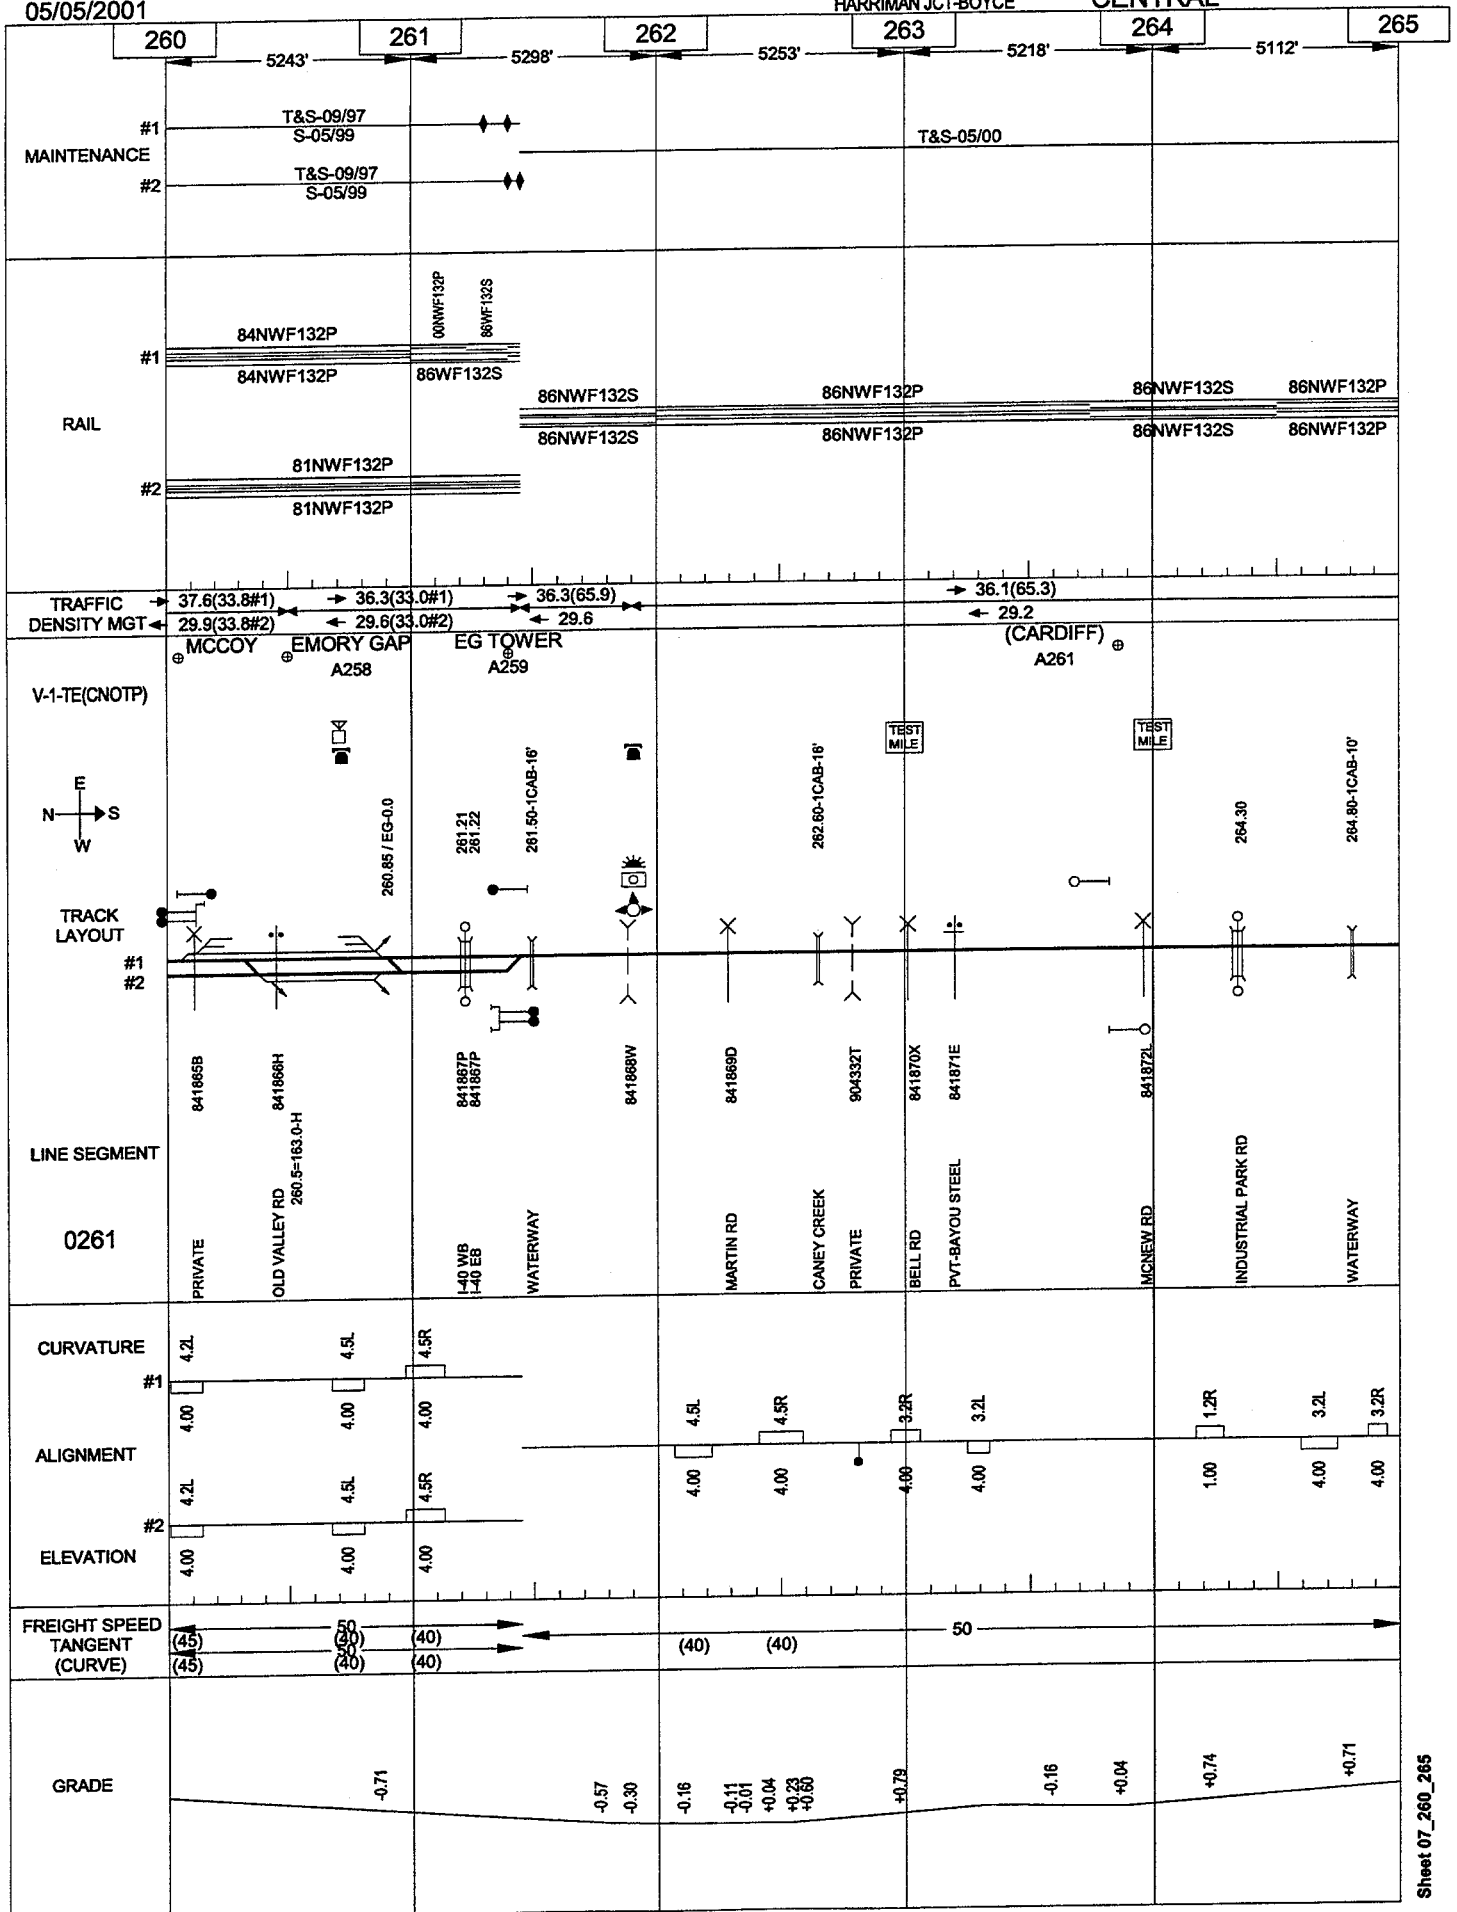 05/05/2001
HARRIMAN JCT-BOYCE
CENTRAL
260 261 262 263 264 265
5243' 5298' 5253' 5218' 5112'
#1
T&S-09/97
S-05/99
T&S-05/00
MAINTENANCE
#2
T&S-09/97
S-05/99
00NWF132P
86WF132S
84NWF132P
#1
84NWF132P
86WF132S
86NWF132S 86NWF132P 86NWF132S 86NWF132P
RAIL
86NWF132S 86NWF132P 86NWF132S 86NWF132P
81NWF132P
#2
81NWF132P
TRAFFIC 37.6(33.8#1) 36.3(33.0#1) 36.3(65.9) 36.1(65.3)
DENSITY MGT 29.9(33.8#2) 29.6(33.0#2) 29.6 29.2
MCCOY EMORY GAP EG TOWER (CARDIFF)
A258 A259 A261
V-1-TE(CNOTP)
TEST MILE
TEST MILE
E
N S
W
260.85 / EG-0.0
261.21
261.22
261.50-1CAB-16'
262.60-1CAB-16'
264.30
264.80-1CAB-10'
TRACK
LAYOUT
#1
#2
841865B
841866H
841867P
841867P
841868W
841869D
904332T
841870X
841871E
841872L
260.5=163.0-H
LINE SEGMENT
0261
PRIVATE
OLD VALLEY RD
I-40 WB
I-40 EB
WATERWAY
MARTIN RD
CANEY CREEK
PRIVATE
BELL RD
PVT-BAYOU STEEL
MCNEW RD
INDUSTRIAL PARK RD
WATERWAY
CURVATURE
4.2L 4.5L 4.5R
#1
4.00 4.00 4.00
4.5L 4.5R 3.2R 3.2L 1.2R 3.2L 3.2R
ALIGNMENT
4.00 4.00 4.00 4.00 1.00 4.00 4.00
4.2L 4.5L 4.5R
#2
ELEVATION
4.00 4.00 4.00
FREIGHT SPEED 50 50
TANGENT (45) (40) (40) (40) (40)
50
(CURVE) (45) (40) (40)
GRADE
-0.71 -0.57 -0.30 -0.16 -0.11 -0.01 +0.04 +0.23 +0.60 +0.79 -0.16 +0.04 +0.74 +0.71
Sheet 07_260_265